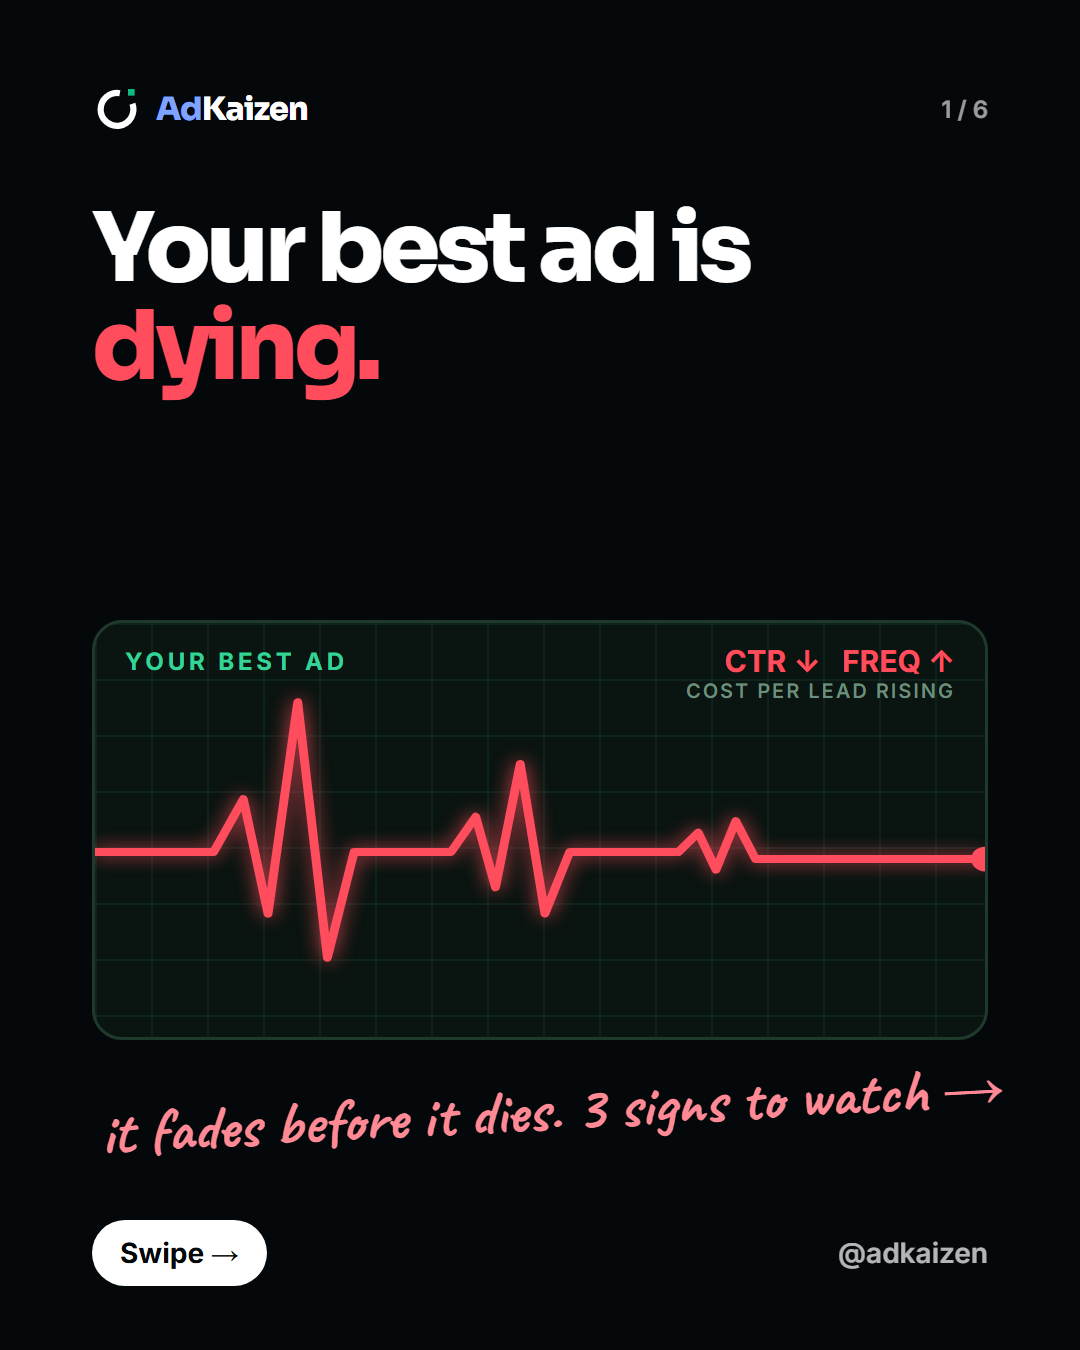 AdKaizen
1 / 6
Your best ad is
dying.
YOUR BEST AD
CTR ↓ FREQ ↑
COST PER LEAD RISING
it fades before it dies. 3 signs to watch →
Swipe →
@adkaizen